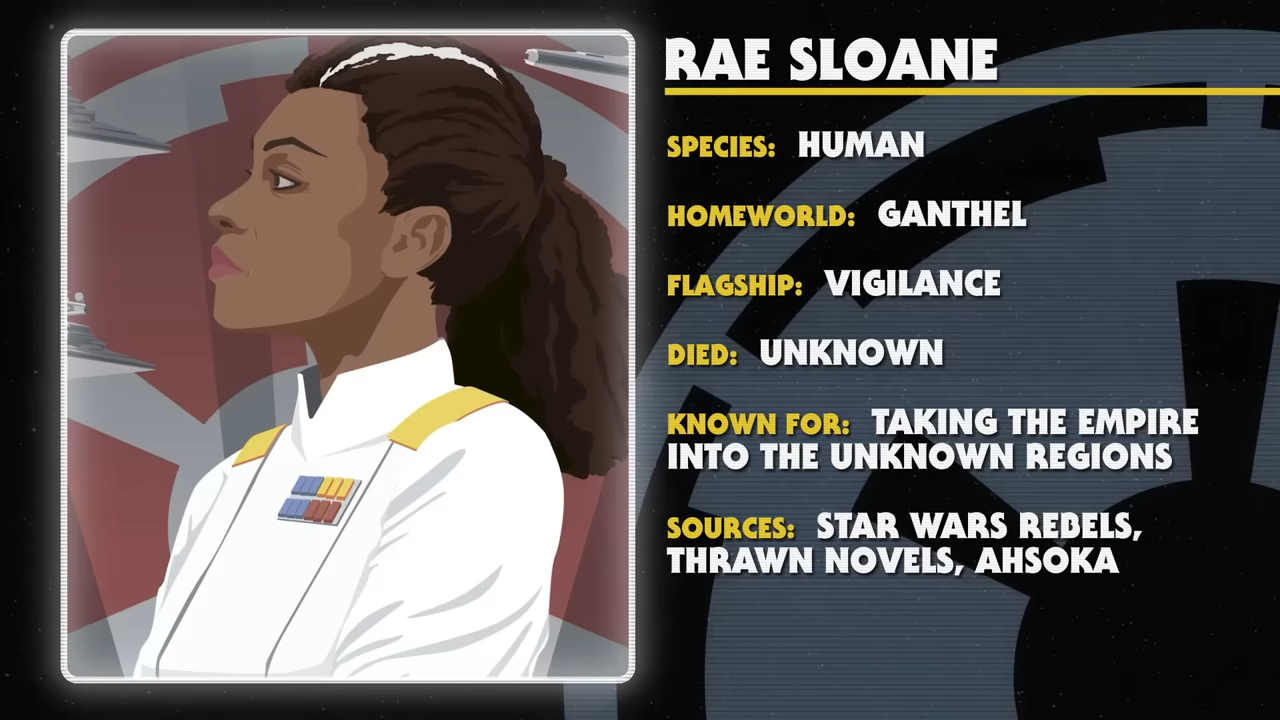 RAE SLOANE
SPECIES: HUMAN
HOMEWORLD: GANTHEL
FLAGSHIP: VIGILANCE
DIED: UNKNOWN
KNOWN FOR: TAKING THE EMPIRE
INTO THE UNKNOWN REGIONS
SOURCES: STAR WARS REBELS,
THRAWN NOVELS, AHSOKA